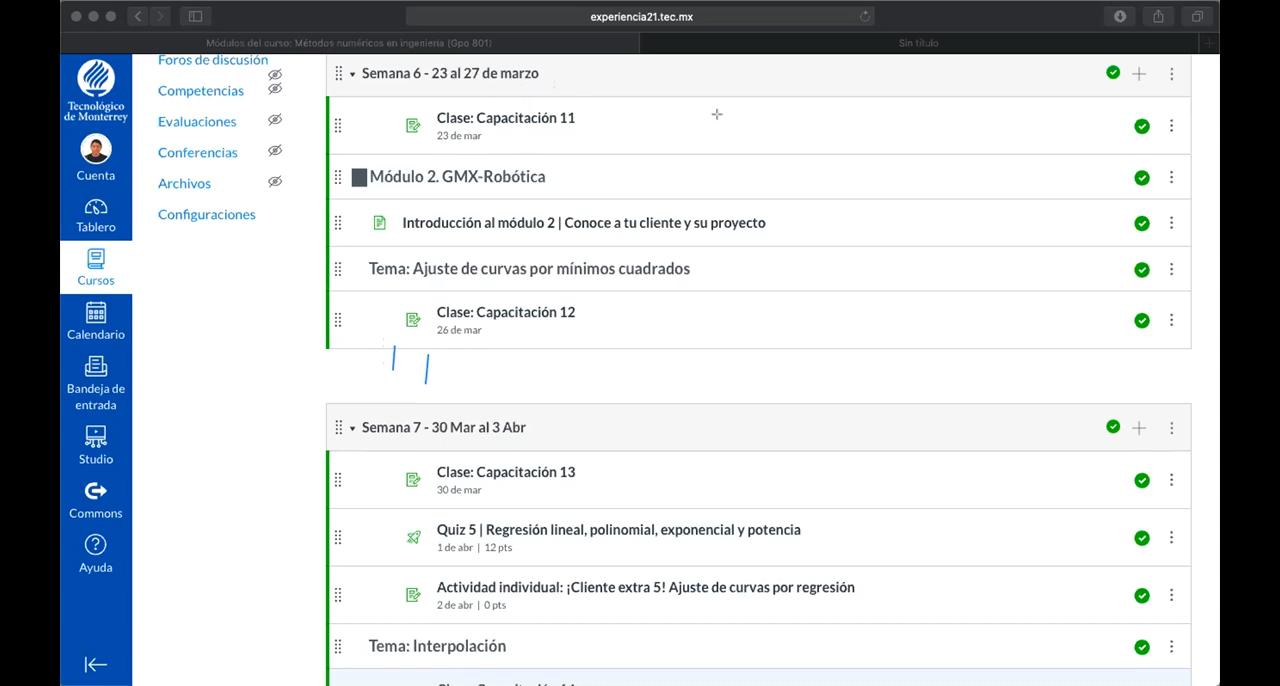 experiencia21.tec.mx
Módulos del curso: Métodos numéricos en ingeniería (Gpo 801)
Sin título
Tecnológico
de Monterrey
Cuenta
Tablero
Cursos
Calendario
Bandeja de
entrada
Studio
Commons
Ayuda
Foros de discusión
Competencias
Evaluaciones
Conferencias
Archivos
Configuraciones
Semana 6 - 23 al 27 de marzo
Clase: Capacitación 11
23 de mar
Módulo 2. GMX-Robótica
Introducción al módulo 2 | Conoce a tu cliente y su proyecto
Tema: Ajuste de curvas por mínimos cuadrados
Clase: Capacitación 12
26 de mar
Semana 7 - 30 Mar al 3 Abr
Clase: Capacitación 13
30 de mar
Quiz 5 | Regresión lineal, polinomial, exponencial y potencia
1 de abr | 12 pts
Actividad individual: ¡Cliente extra 5! Ajuste de curvas por regresión
2 de abr | 0 pts
Tema: Interpolación